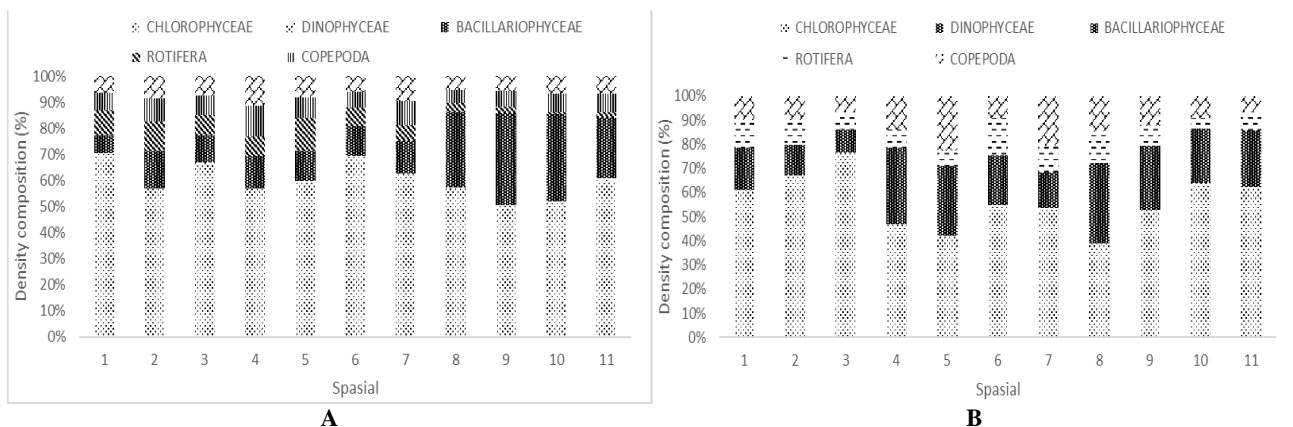 CHLOROPHYCEAE DINOPHYCEAE BACILLARIOPHYCEAE
ROTIFERA COPEPODA
Density composition (%)
100%
90%
80%
70%
60%
50%
40%
30%
20%
10%
0%
1 2 3 4 5 6 7 8 9 10 11
Spasial
A
CHLOROPHYCEAE DINOPHYCEAE BACILLARIOPHYCEAE
ROTIFERA COPEPODA
Density composition (%)
100%
90%
80%
70%
60%
50%
40%
30%
20%
10%
0%
1 2 3 4 5 6 7 8 9 10 11
Spasial
B